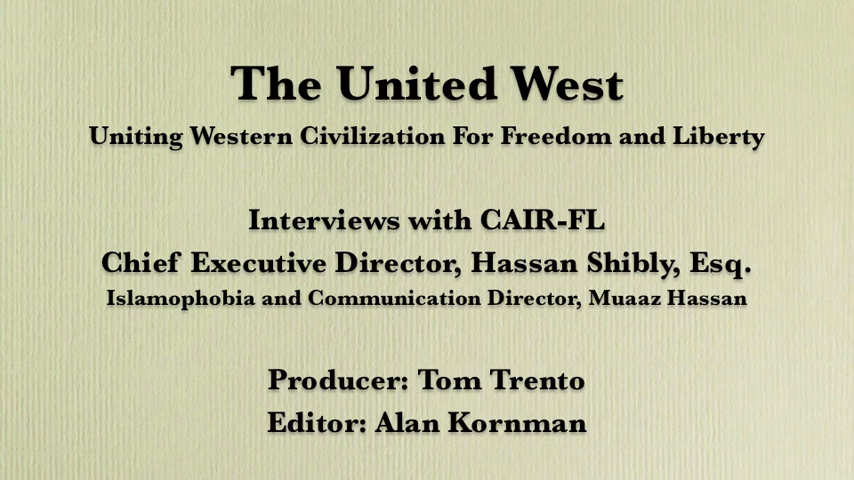 The United West
Uniting Western Civilization For Freedom and Liberty
Interviews with CAIR-FL
Chief Executive Director, Hassan Shibly, Esq.
Islamophobia and Communication Director, Muaaz Hassan
Producer: Tom Trento
Editor: Alan Kornman